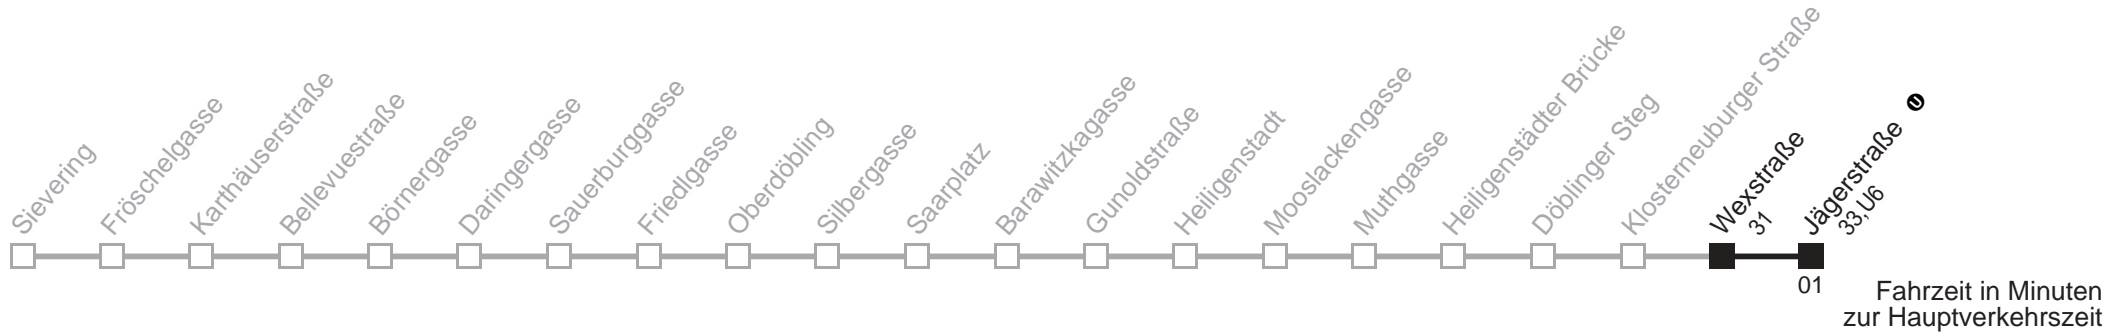 Sievering
Fröschelgasse
Karthäuserstraße
Bellevuestraße
Börnergasse
Daringergasse
Sauerburggasse
Friedlgasse
Oberdöbling
Silbergasse
Saarplatz
Barawitzkagasse
Gunoldstraße
Heiligenstadt
Mooslackengasse
Muthgasse
Heiligenstädter Brücke
Döblinger Steg
Klosterneuburger Straße
Wexstraße
31
Jägerstraße U
33,U6
01
Fahrzeit in Minuten
zur Hauptverkehrszeit